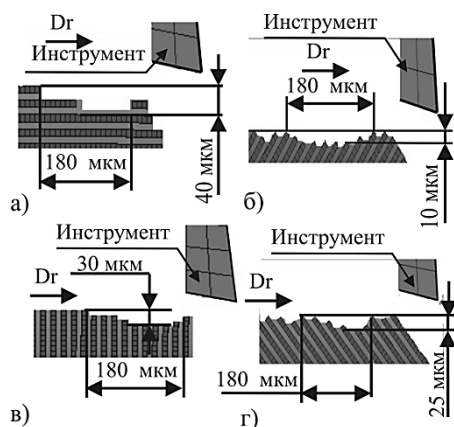 Dr
Инструмент
180 мкм
40 мкм
а)
Инструмент
Dr
180 мкм
10 мкм
б)
Инструмент
30 мкм
Dr
180 мкм
в)
Инструмент
Dr
180 мкм
25 мкм
г)